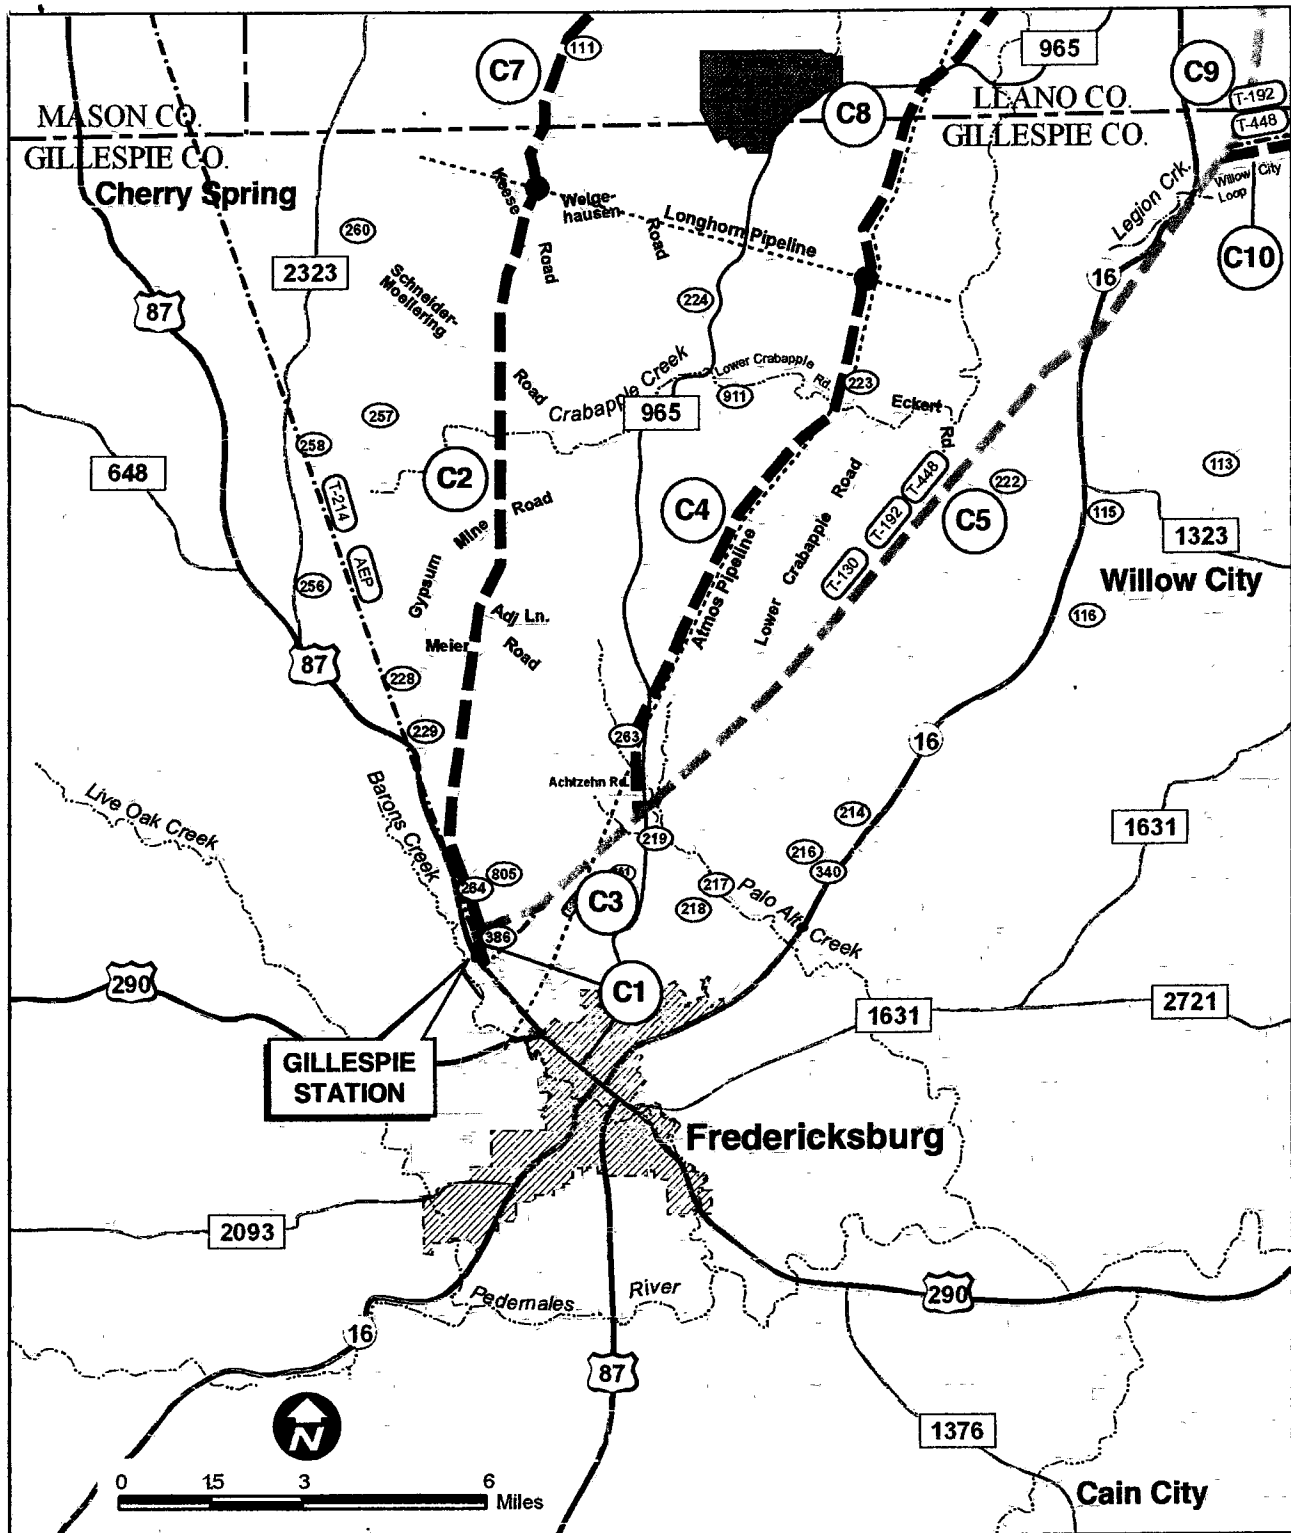 C7
111
965
C9
T-192
T-448
C8
MASON CO.
GILLESPIE CO.
LLANO CO.
GILLESPIE CO.
Cherry Spring
Keese
Road
Welge-
hausen
Road
Longhorn Pipeline
Legion Crk.
Willow City
Loop
C10
260
2323
Schneider-
Moellering
Road
224
16
87
Crabapple Creek
Lower Crabapple
Rd.
223
911
965
Eckert
Rd
257
258
648
C2
T-214
AEP
Mine Road
Gypsum
C4
Atmos Pipeline
Lower Crabapple Road
T-130
T-192
T-448
222
C5
113
115
1323
Willow City
116
256
Adj Ln.
Meier
Road
87
228
229
263
16
Achtzehn Rd.
Live Oak Creek
Barons Creek
214
1631
219
216
340
805
264
C3
217
218
Palo Alto Creek
386
290
C1
1631
2721
GILLESPIE
STATION
Fredericksburg
2093
Pedernales River
290
16
87
N
1376
0 1.5 3 6
Miles
Cain City